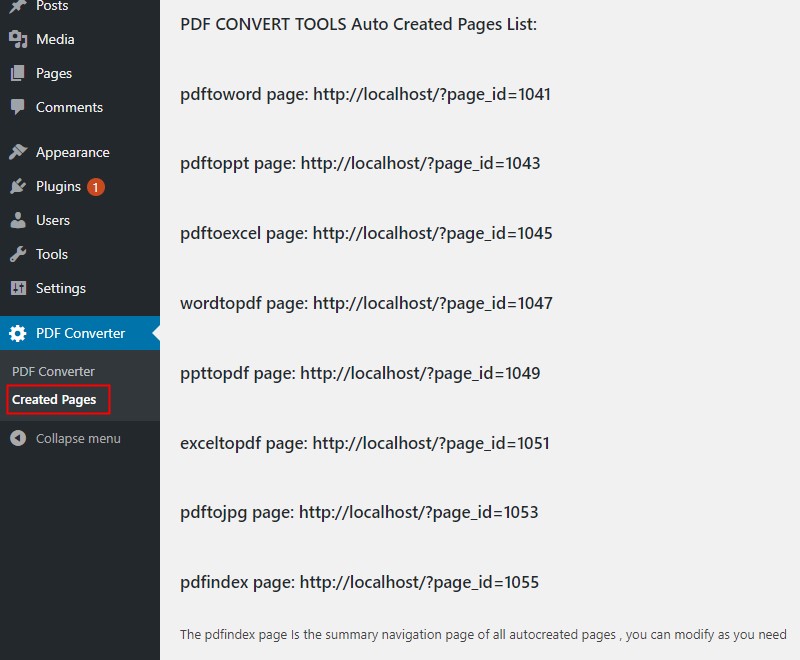 Posts
Media
Pages
Comments
Appearance
Plugins 1
Users
Tools
Settings
PDF Converter
PDF Converter
Created Pages
Collapse menu
PDF CONVERT TOOLS Auto Created Pages List:
pdftoword page: http://localhost/?page_id=1041
pdftoppt page: http://localhost/?page_id=1043
pdftoexcel page: http://localhost/?page_id=1045
wordtopdf page: http://localhost/?page_id=1047
ppttopdf page: http://localhost/?page_id=1049
exceltopdf page: http://localhost/?page_id=1051
pdftojpg page: http://localhost/?page_id=1053
pdfindex page: http://localhost/?page_id=1055
The pdfindex page Is the summary navigation page of all autocreated pages , you can modify as you need